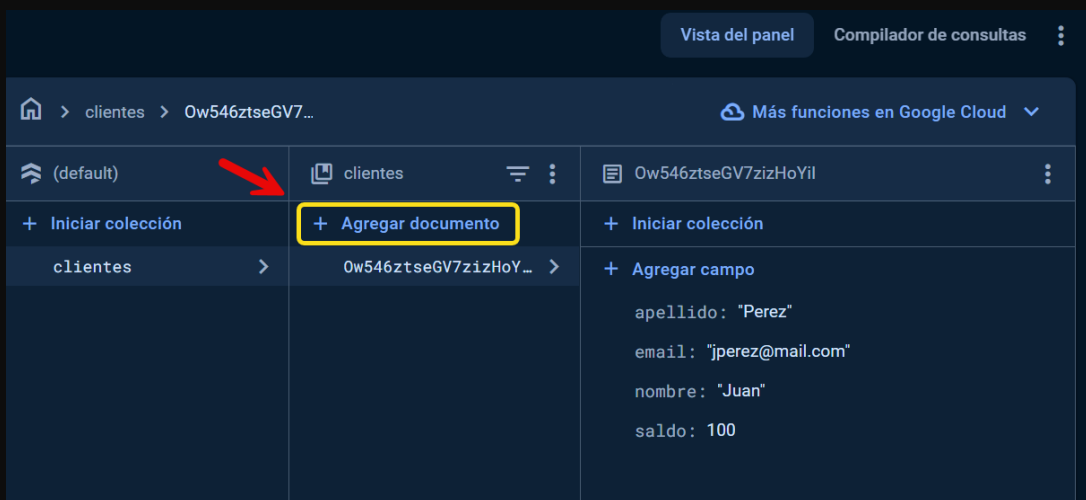 Vista del panel
Compilador de consultas
clientes
Ow546ztseGV7...
Más funciones en Google Cloud
(default)
clientes
Ow546ztseGV7zizHoYil
+ Iniciar colección
+ Agregar documento
+ Iniciar colección
clientes
Ow546ztseGV7zizHoY...
+ Agregar campo
apellido: "Perez"
email: "jperez@mail.com"
nombre: "Juan"
saldo: 100